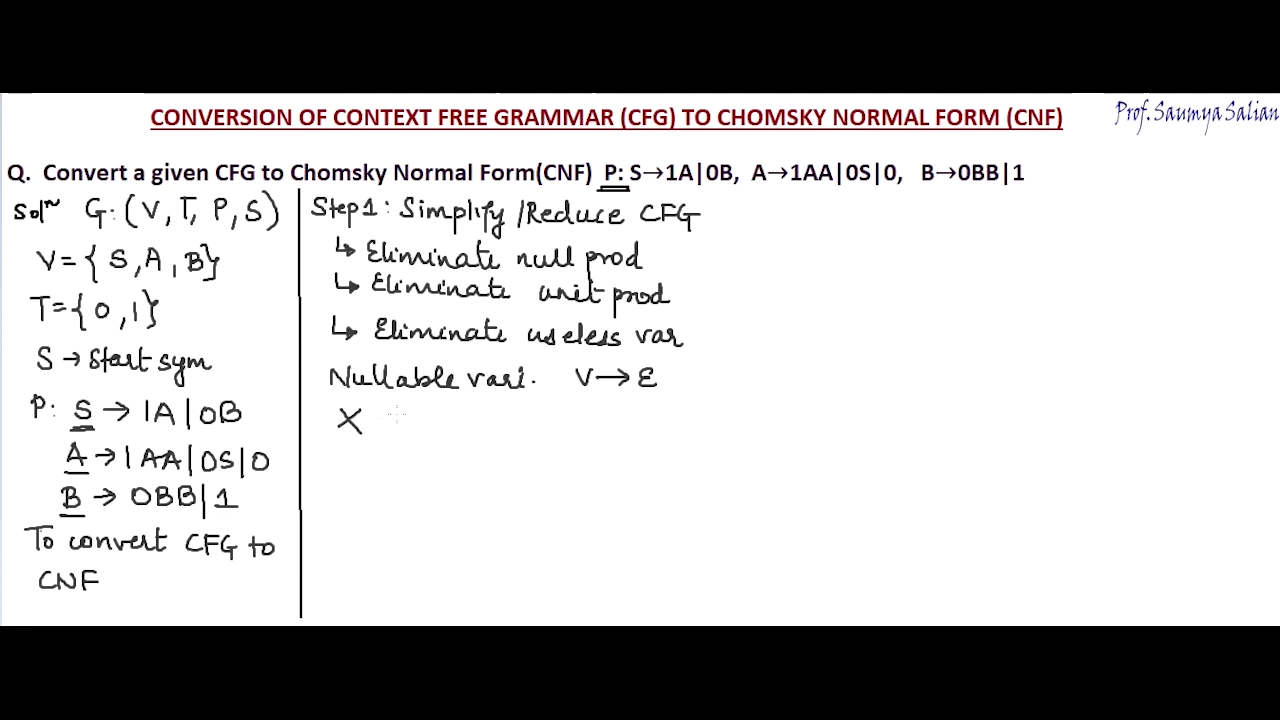 CONVERSION OF CONTEXT FREE GRAMMAR (CFG) TO CHOMSKY NORMAL FORM (CNF)
Prof. Saumya Salian
Q. Convert a given CFG to Chomsky Normal Form(CNF) P: S→1A|0B, A→1AA|0S|0, B→0BB|1
Solⁿ G: (V, T, P, S)
V = { S, A, B}
T = { 0, 1}
S → Start sym
P: S → 1A | 0B
A → 1AA | 0S | 0
B → 0BB | 1
To convert CFG to
CNF
Step 1: Simplify /Reduce CFG
↳ Eliminate null prod
↳ Eliminate unit prod
↳ Eliminate useless var
Nullable vari. V → ε
X